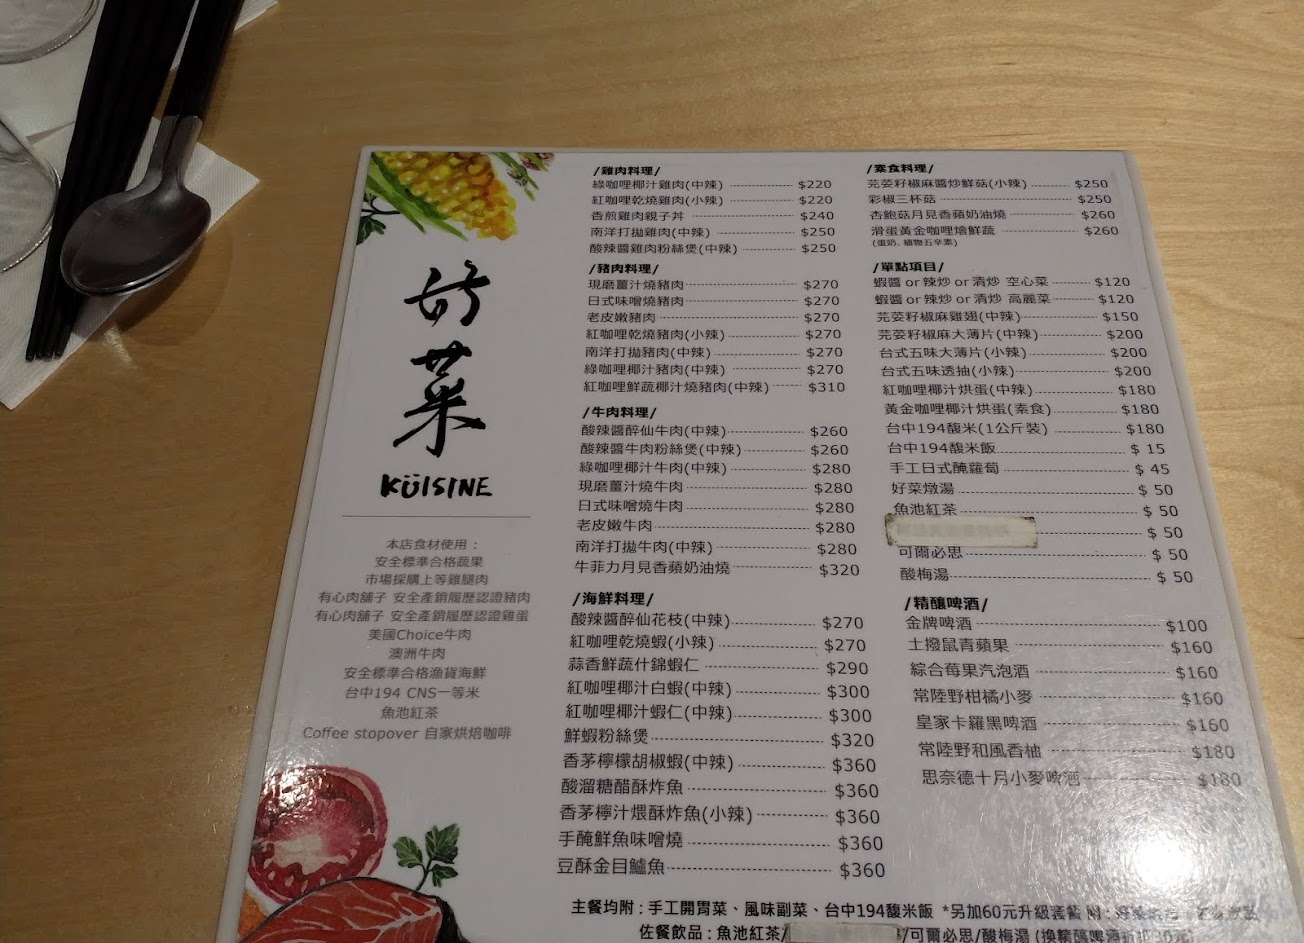 好菜
KÜISINE
本店食材使用：
安全標準合格蔬果
市場採購上等雞腿肉
有心肉舖子 安全產銷履歷認證豬肉
有心肉舖子 安全產銷履歷認證雞蛋
美國Choice牛肉
澳洲牛肉
安全標準合格漁貨海鮮
台中194 CNS一等米
魚池紅茶
Coffee stopover 自家烘焙咖啡
/雞肉料理/
綠咖哩椰汁雞肉(中辣) $220
紅咖哩乾燒雞肉(小辣) $220
香煎雞肉親子丼 $240
南洋打拋雞肉(中辣) $250
酸辣醬雞肉粉絲煲(中辣) $250
/豬肉料理/
現磨薑汁燒豬肉 $270
日式味噌燒豬肉 $270
老皮嫩豬肉 $270
紅咖哩乾燒豬肉(小辣) $270
南洋打拋豬肉(中辣) $270
綠咖哩椰汁豬肉(中辣) $270
紅咖哩鮮蔬椰汁燒豬肉(中辣) $310
/牛肉料理/
酸辣醬醉仙牛肉(中辣) $260
酸辣醬牛肉粉絲煲(中辣) $260
綠咖哩椰汁牛肉(中辣) $280
現磨薑汁燒牛肉 $280
日式味噌燒牛肉 $280
老皮嫩牛肉 $280
南洋打拋牛肉(中辣) $280
牛菲力月見香蘋奶油燒 $320
/海鮮料理/
酸辣醬醉仙花枝(中辣) $270
紅咖哩乾燒蝦(小辣) $270
蒜香鮮蔬什錦蝦仁 $290
紅咖哩椰汁白蝦(中辣) $300
紅咖哩椰汁蝦仁(中辣) $300
鮮蝦粉絲煲 $320
香茅檸檬胡椒蝦(中辣) $360
酸溜糖醋酥炸魚 $360
香茅檸汁煨酥炸魚(小辣) $360
手醃鮮魚味噌燒 $360
豆酥金目鱸魚 $360
/素食料理/
芫荽籽椒麻醬炒鮮菇(小辣) $250
彩椒三杯菇 $250
杏鮑菇月見香蘋奶油燒 $260
滑蛋黃金咖哩燴鮮蔬 $260
(蛋奶、植物五辛素)
/單點項目/
蝦醬 or 辣炒 or 清炒 空心菜 $120
蝦醬 or 辣炒 or 清炒 高麗菜 $120
芫荽籽椒麻雞翅(中辣) $150
芫荽籽椒麻大薄片(中辣) $200
台式五味大薄片(小辣) $200
台式五味透抽(小辣) $200
紅咖哩椰汁烘蛋(中辣) $180
黃金咖哩椰汁烘蛋(素食) $180
台中194馥米(1公斤裝) $180
台中194馥米飯 $ 15
手工日式醃蘿蔔 $ 45
好菜燉湯 $ 50
魚池紅茶 $ 50
$ 50
可爾必思 $ 50
酸梅湯 $ 50
/精釀啤酒/
金牌啤酒 $100
土撥鼠青蘋果 $160
綜合莓果汽泡酒 $160
常陸野柑橘小麥 $160
皇家卡羅黑啤酒 $160
常陸野和風香柚 $180
思奈德十月小麥啤酒 $180
主餐均附：手工開胃菜、風味副菜、台中194馥米飯 *另加60元升級套餐 附：
佐餐飲品：魚池紅茶/ /可爾必思/酸梅湯 (換精釀啤酒折抵30元)